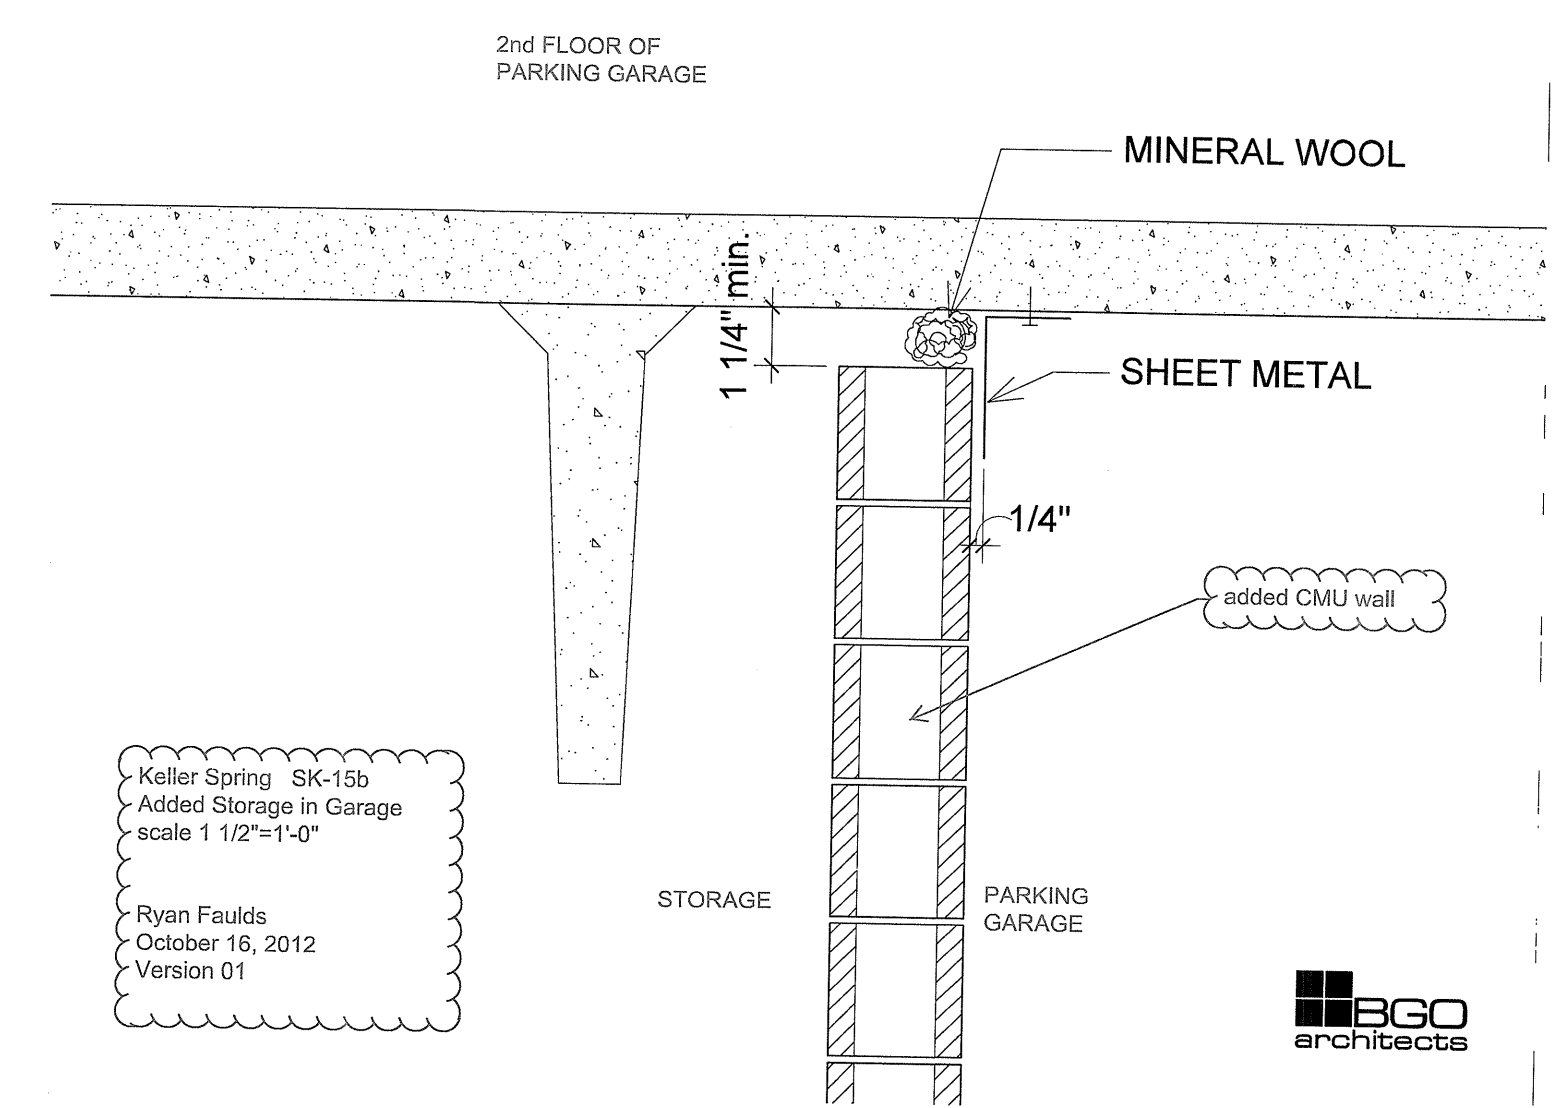 2nd FLOOR OF
PARKING GARAGE
MINERAL WOOL
1 1/4" min.
SHEET METAL
1/4"
added CMU wall
Keller Spring SK-15b
Added Storage in Garage
scale 1 1/2"=1'-0"
Ryan Faulds
October 16, 2012
Version 01
STORAGE
PARKING
GARAGE
BGO
architects